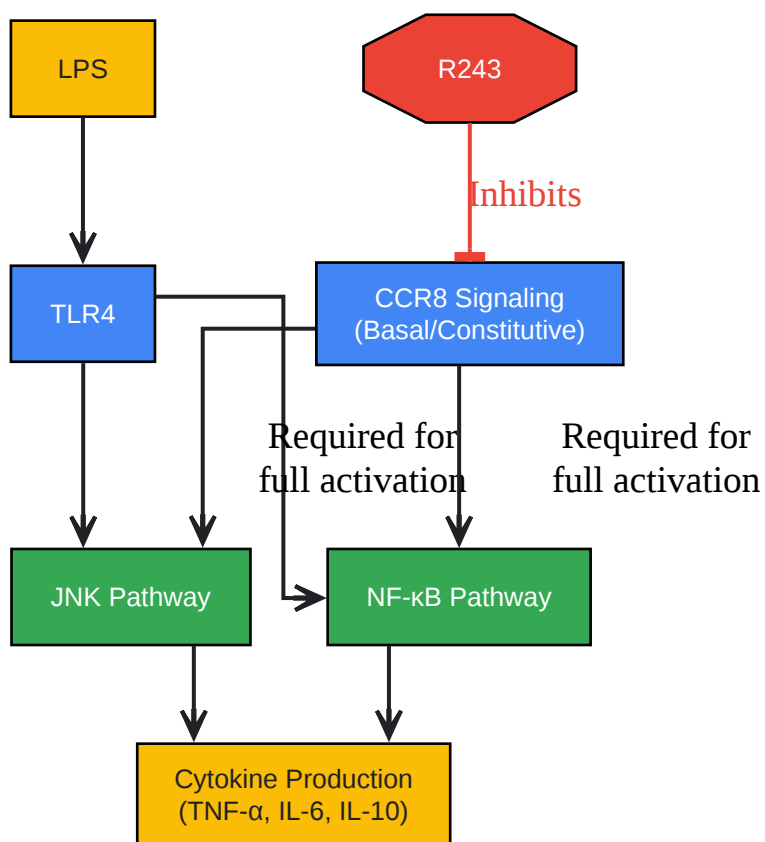 LPS
R243
Inhibits
TLR4
CCR8 Signaling
(Basal/Constitutive)
Required for
full activation
Required for
full activation
JNK Pathway
NF-κB Pathway
Cytokine Production
(TNF-α, IL-6, IL-10)